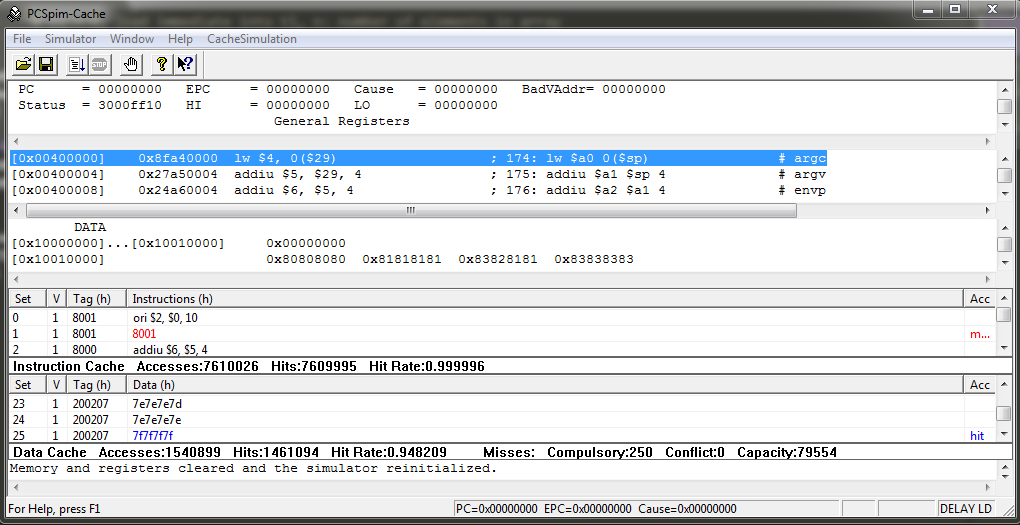 PCSpim-Cache
File Simulator Window Help CacheSimulation
PC = 00000000 EPC = 00000000 Cause = 00000000 BadVAddr= 00000000
Status = 3000ff10 HI = 00000000 LO = 00000000
General Registers
[0x00400000] 0x8fa40000 lw $4, 0($29) ; 174: lw $a0 0($sp) # argc
[0x00400004] 0x27a50004 addiu $5, $29, 4 ; 175: addiu $a1 $sp 4 # argv
[0x00400008] 0x24a60004 addiu $6, $5, 4 ; 176: addiu $a2 $a1 4 # envp
DATA
[0x10000000]...[0x10010000] 0x00000000
[0x10010000] 0x80808080 0x81818181 0x83828181 0x83838383
Set V Tag (h) Instructions (h) Acc
0 1 8001 ori $2, $0, 10
1 1 8001 8001 m...
2 1 8000 addiu $6, $5, 4
Instruction Cache Accesses:7610026 Hits:7609995 Hit Rate:0.999996
Set V Tag (h) Data (h) Acc
23 1 200207 7e7e7e7d
24 1 200207 7e7e7e7e
25 1 200207 7f7f7f7f hit
Data Cache Accesses:1540899 Hits:1461094 Hit Rate:0.948209 Misses: Compulsory:250 Conflict:0 Capacity:79554
Memory and registers cleared and the simulator reinitialized.
For Help, press F1 PC=0x00000000 EPC=0x00000000 Cause=0x00000000 DELAY LD